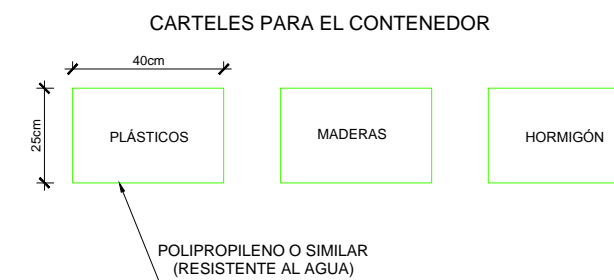 CARTELES PARA EL CONTENEDOR
40cm
25cm
PLÁSTICOS
MADERAS
HORMIGÓN
POLIPROPILENO O SIMILAR
(RESISTENTE AL AGUA)